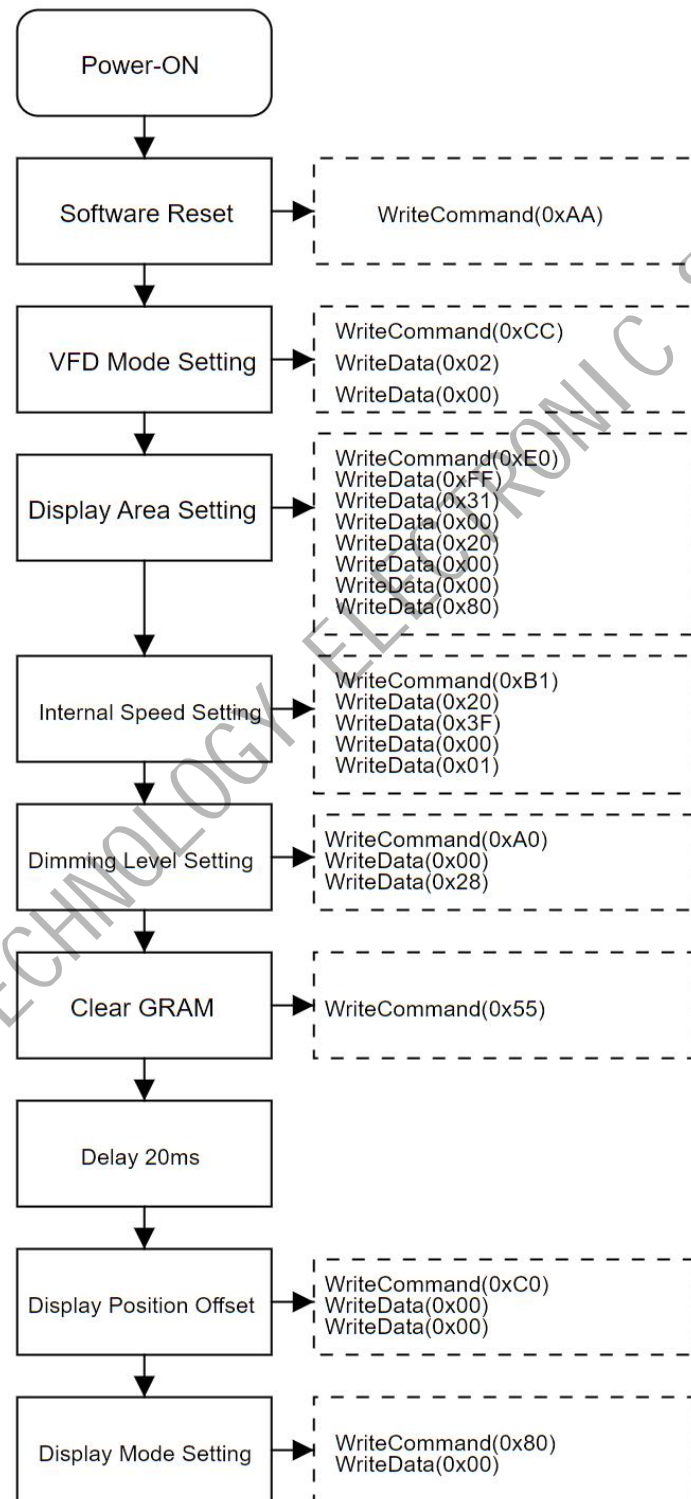 Power-ON
Software Reset
WriteCommand(0xAA)
VFD Mode Setting
WriteCommand(0xCC)
WriteData(0x02)
WriteData(0x00)
Display Area Setting
WriteCommand(0xE0)
WriteData(0xFF)
WriteData(0x31)
WriteData(0x00)
WriteData(0x20)
WriteData(0x00)
WriteData(0x00)
WriteData(0x80)
Internal Speed Setting
WriteCommand(0xB1)
WriteData(0x20)
WriteData(0x3F)
WriteData(0x00)
WriteData(0x01)
Dimming Level Setting
WriteCommand(0xA0)
WriteData(0x00)
WriteData(0x28)
Clear GRAM
WriteCommand(0x55)
Delay 20ms
Display Position Offset
WriteCommand(0xC0)
WriteData(0x00)
WriteData(0x00)
Display Mode Setting
WriteCommand(0x80)
WriteData(0x00)
ECHNOLOGY ELECTRONIC